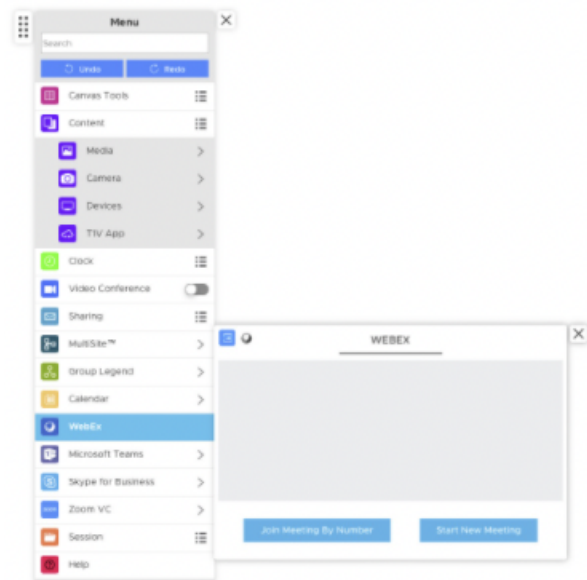 Menu
Search
Undo
Redo
Canvas Tools
Content
Media
Camera
Devices
T1V App
Clock
Video Conference
Sharing
MultiSite™
Group Legend
Calendar
WebEx
Microsoft Teams
Skype for Business
Zoom VC
Session
Help
WEBEX
Join Meeting By Number
Start New Meeting